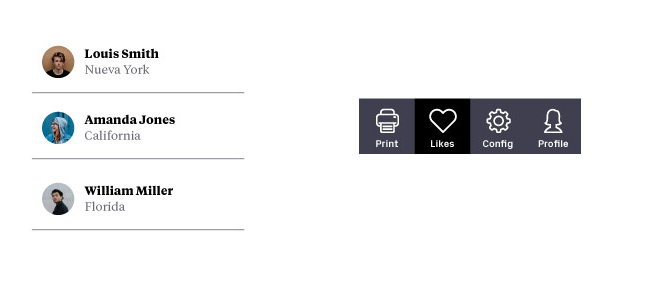 Louis Smith
Nueva York
Amanda Jones
California
William Miller
Florida
Print
Likes
Config
Profile